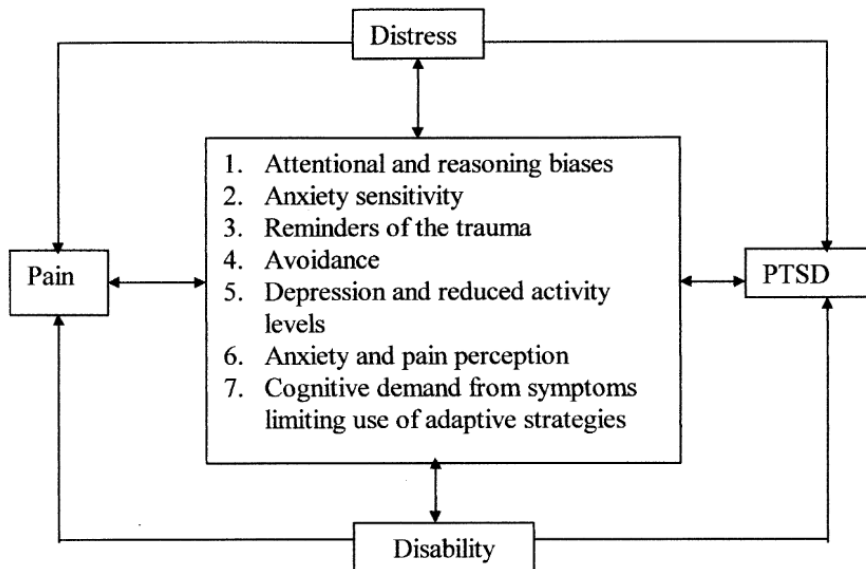 Distress
1. Attentional and reasoning biases
2. Anxiety sensitivity
3. Reminders of the trauma
4. Avoidance
5. Depression and reduced activity
levels
6. Anxiety and pain perception
7. Cognitive demand from symptoms
limiting use of adaptive strategies
Pain
PTSD
Disability